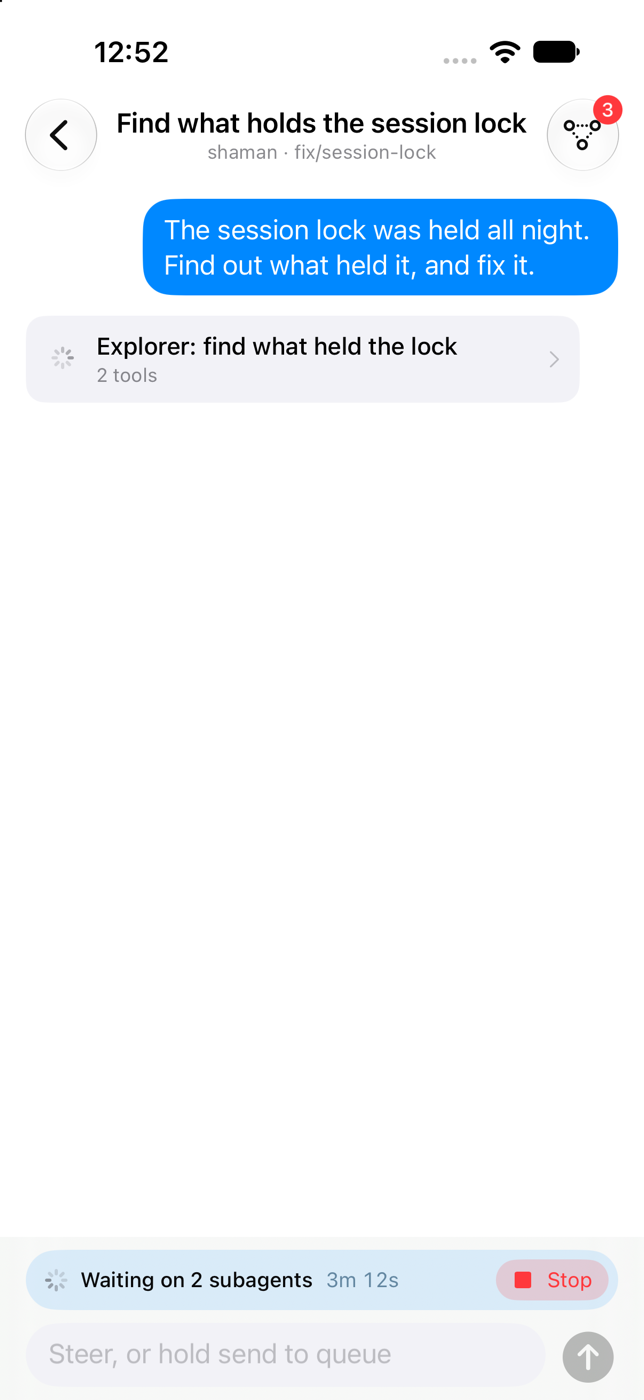 12:52
Find what holds the session lock
3
shaman · fix/session-lock
The session lock was held all night.
Find out what held it, and fix it.
Explorer: find what held the lock
2 tools
Waiting on 2 subagents 3m 12s
Stop
Steer, or hold send to queue